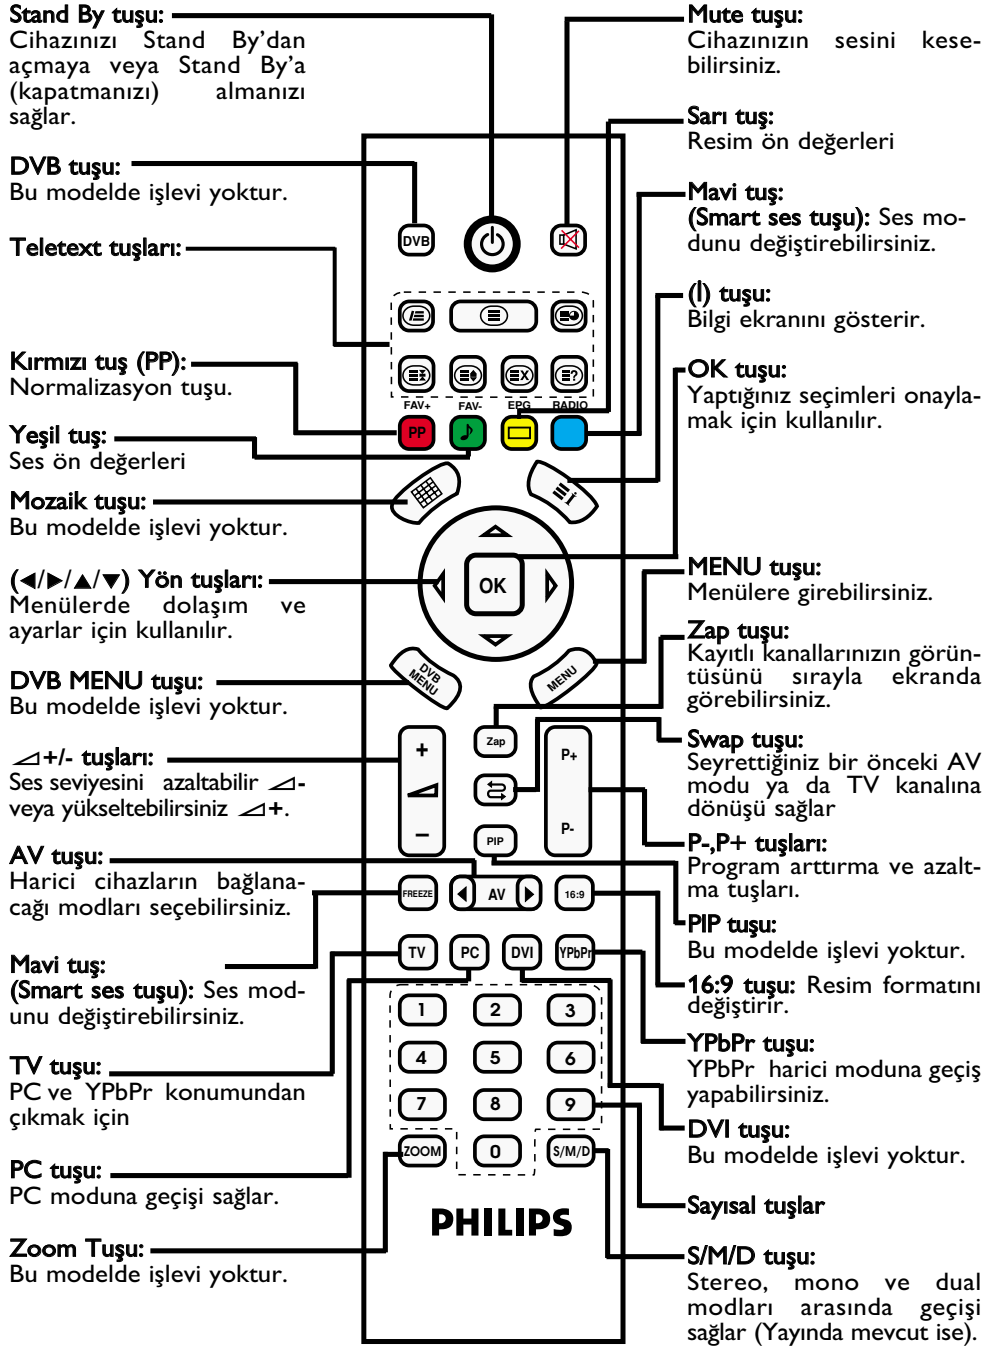 Stand By tuşu:
Cihazınızı Stand By’dan
açmaya veya Stand By’a
(kapatmanızı) almanızı
sağlar.
DVB tuşu:
Bu modelde işlevi yoktur.
Teletext tuşları:
Kırmızı tuş (PP):
Normalizasyon tuşu.
Yeşil tuş:
Ses ön değerleri
Mozaik tuşu:
Bu modelde işlevi yoktur.
(◄/►/▲/▼) Yön tuşları:
Menülerde dolaşım ve
ayarlar için kullanılır.
DVB MENU tuşu:
Bu modelde işlevi yoktur.
⊿+/- tuşları:
Ses seviyesini azaltabilir ⊿-
veya yükseltebilirsiniz ⊿+.
AV tuşu:
Harici cihazların bağlana-
cağı modları seçebilirsiniz.
Mavi tuş:
(Smart ses tuşu): Ses mod-
unu değiştirebilirsiniz.
TV tuşu:
PC ve YPbPr konumundan
çıkmak için
PC tuşu:
PC moduna geçişi sağlar.
Zoom Tuşu:
Bu modelde işlevi yoktur.
DVB
FAV+ FAV- EPG RADIO
PP
OK
DVB
MENU
MENU
+
−
Zap
P+
P-
PIP
FREEZE AV 16:9
TV PC DVI YPbPr
1 2 3
4 5 6
7 8 9
ZOOM 0 S/M/D
PHILIPS
Mute tuşu:
Cihazınızın sesini kese-
bilirsiniz.
Sarı tuş:
Resim ön değerleri
Mavi tuş:
(Smart ses tuşu): Ses mo-
dunu değiştirebilirsiniz.
(İ) tuşu:
Bilgi ekranını gösterir.
OK tuşu:
Yaptığınız seçimleri onayla-
mak için kullanılır.
MENU tuşu:
Menülere girebilirsiniz.
Zap tuşu:
Kayıtlı kanallarınızın görün-
tüsünü sırayla ekranda
görebilirsiniz.
Swap tuşu:
Seyrettiğiniz bir önceki AV
modu ya da TV kanalına
dönüşü sağlar
P-,P+ tuşları:
Program arttırma ve azalt-
ma tuşları.
PIP tuşu:
Bu modelde işlevi yoktur.
16:9 tuşu: Resim formatını
değiştirir.
YPbPr tuşu:
YPbPr harici moduna geçiş
yapabilirsiniz.
DVI tuşu:
Bu modelde işlevi yoktur.
Sayısal tuşlar
S/M/D tuşu:
Stereo, mono ve dual
modları arasında geçişi
sağlar (Yayında mevcut ise).